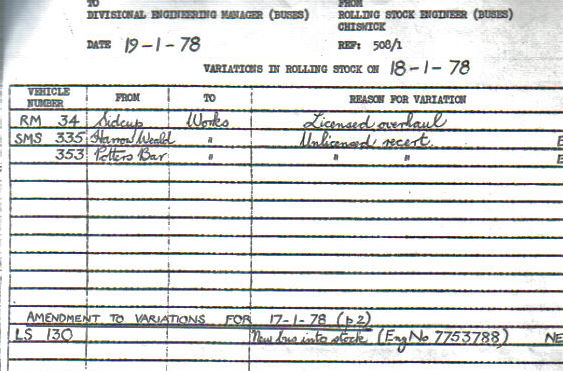 TO FROM
DIVISIONAL ENGINEERING MANAGER (BUSES) ROLLING STOCK ENGINEER (BUSES)
CHISWICK
DATE 19-1-78 REF: 508/1
VARIATIONS IN ROLLING STOCK ON 18-1-78
VEHICLE NUMBER FROM TO REASON FOR VARIATION
RM 34 Sidcup Works Licensed overhaul
SMS 335 Harrow Weald " Unlicensed recert. E
353 Potters Bar " " " E
AMENDMENT TO VARIATIONS FOR 17-1-78 (p2)
LS 130 New bus into stock (Eng No 7753788) NE